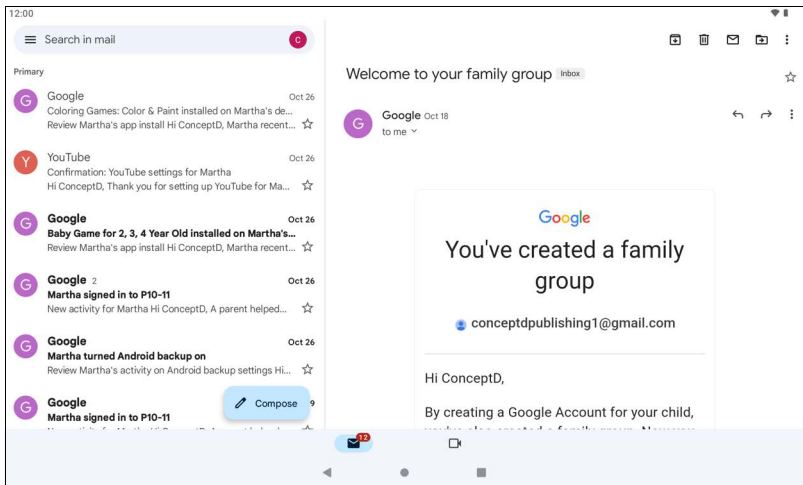 12:00
Search in mail
C
Primary
G
Google
Oct 26
Coloring Games: Color & Paint installed on Martha's de...
Review Martha's app install Hi ConceptD, Martha recent...
Y
YouTube
Oct 26
Confirmation: YouTube settings for Martha
Hi ConceptD, Thank you for setting up YouTube for Ma...
G
Google
Oct 26
Baby Game for 2, 3, 4 Year Old installed on Martha's...
Review Martha's app install Hi ConceptD, Martha recent...
G
Google 2
Oct 26
Martha signed in to P10-11
New activity for Martha Hi ConceptD, A parent helped...
G
Google
Oct 26
Martha turned Android backup on
Review Martha's activity on Android backup settings Hi...
G
Google
9
Martha signed in to P10-11
Compose
12
Welcome to your family group Inbox
G
Google Oct 18
to me
Google
You've created a family
group
conceptdpublishing1@gmail.com
Hi ConceptD,
By creating a Google Account for your child,